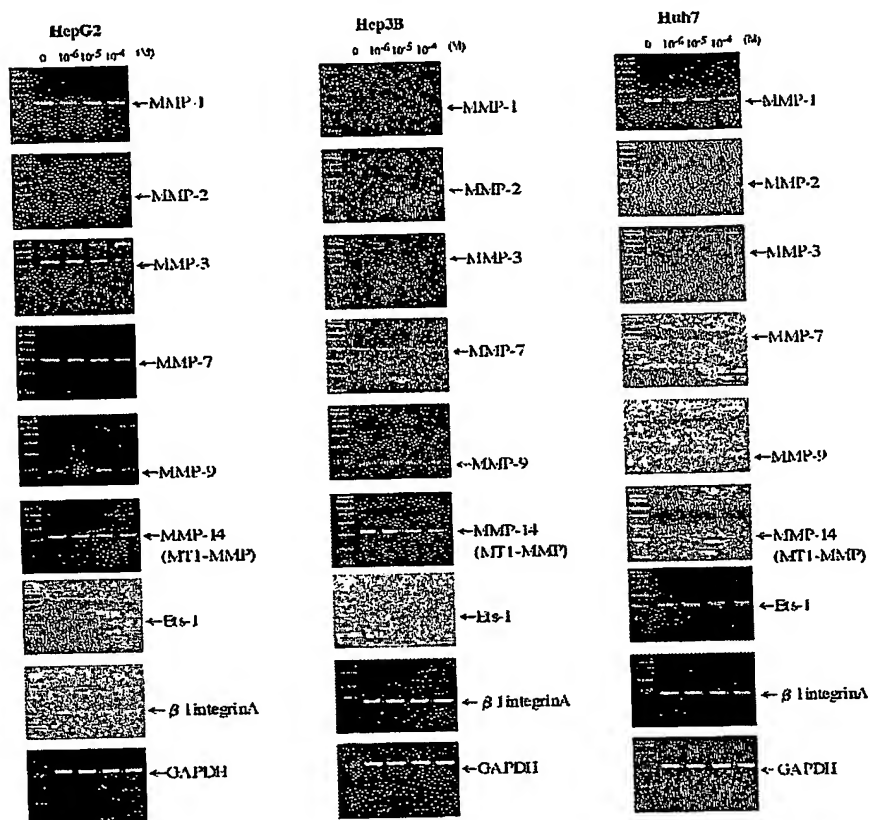 HepG2
0 10-6 10-5 10-4 (M)
←MMP-1
←MMP-2
←MMP-3
←MMP-7
←MMP-9
←MMP-14
(MT1-MMP)
←Ets-1
←β1integrinA
←GAPDH
Hep3B
0 10-6 10-5 10-4 (M)
←MMP-1
←MMP-2
←MMP-3
←MMP-7
←MMP-9
←MMP-14
(MT1-MMP)
←Ets-1
←β1integrinA
←GAPDH
Huh7
0 10-6 10-5 10-4 (M)
←MMP-1
←MMP-2
←MMP-3
←MMP-7
←MMP-9
←MMP-14
(MT1-MMP)
←Ets-1
←β1integrinA
←GAPDH